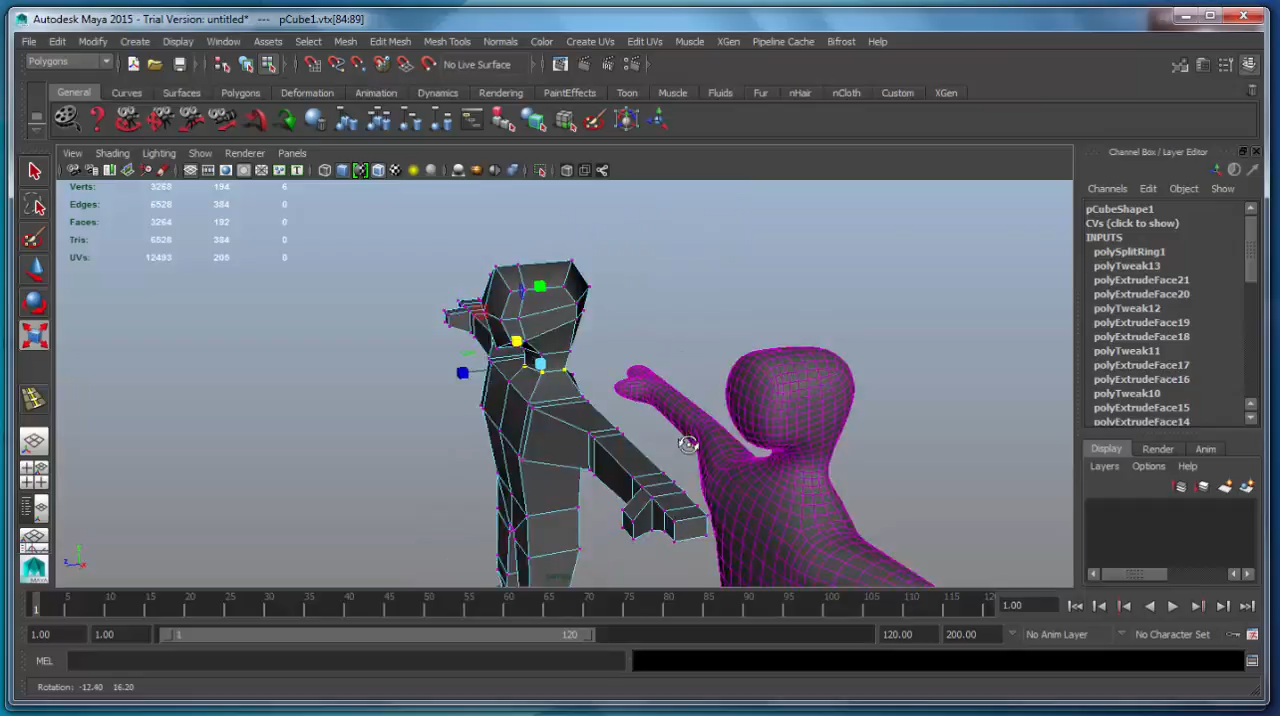 Autodesk Maya 2015 - Trial Version: untitled* --- pCube1.vtx[84:89]
File Edit Modify Create Display Window Assets Select Mesh Edit Mesh Mesh Tools Normals Color Create UVs Edit UVs Muscle XGen Pipeline Cache Bifrost Help
Polygons No Live Surface
General Curves Surfaces Polygons Deformation Animation Dynamics Rendering PaintEffects Toon Muscle Fluids Fur nHair nCloth Custom XGen
View Shading Lighting Show Renderer Panels
Channel Box / Layer Editor
Channels Edit Object Show
Verts: 3268 194 6
Edges: 6528 384 0
Faces: 3264 192 0
Tris: 6528 384 0
UVs: 12493 205 0
pCubeShape1
CVs (click to show)
INPUTS
polySplitRing1
polyTweak13
polyExtrudeFace21
polyExtrudeFace20
polyTweak12
polyExtrudeFace19
polyExtrudeFace18
polyTweak11
polyExtrudeFace17
polyExtrudeFace16
polyTweak10
polyExtrudeFace15
polyExtrudeFace14
Display Render Anim
Layers Options Help
MAYA
1 5 10 15 20 25 30 35 40 45 50 55 60 65 70 75 80 85 90 95 100 105 110 115 12 1.00
1.00 1.00 1 120 120.00 200.00 No Anim Layer No Character Set
MEL
Rotation: -12.40 16.20